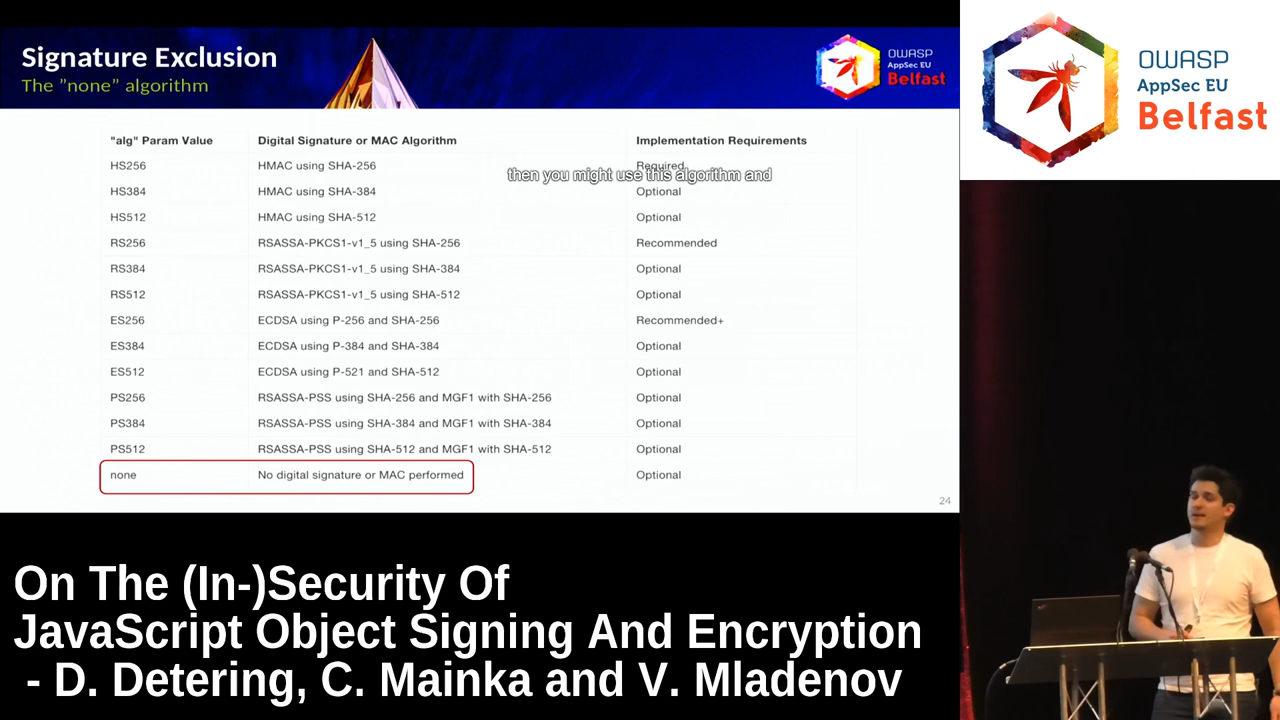 Signature Exclusion
The ”none” algorithm
OWASP
AppSec EU
Belfast
OWASP
AppSec EU
Belfast
"alg" Param Value Digital Signature or MAC Algorithm Implementation Requirements
HS256 HMAC using SHA-256 Required
then you might use this algorithm and
HS384 HMAC using SHA-384 Optional
HS512 HMAC using SHA-512 Optional
RS256 RSASSA-PKCS1-v1_5 using SHA-256 Recommended
RS384 RSASSA-PKCS1-v1_5 using SHA-384 Optional
RS512 RSASSA-PKCS1-v1_5 using SHA-512 Optional
ES256 ECDSA using P-256 and SHA-256 Recommended+
ES384 ECDSA using P-384 and SHA-384 Optional
ES512 ECDSA using P-521 and SHA-512 Optional
PS256 RSASSA-PSS using SHA-256 and MGF1 with SHA-256 Optional
PS384 RSASSA-PSS using SHA-384 and MGF1 with SHA-384 Optional
PS512 RSASSA-PSS using SHA-512 and MGF1 with SHA-512 Optional
none No digital signature or MAC performed Optional
24
On The (In-)Security Of
JavaScript Object Signing And Encryption
- D. Detering, C. Mainka and V. Mladenov